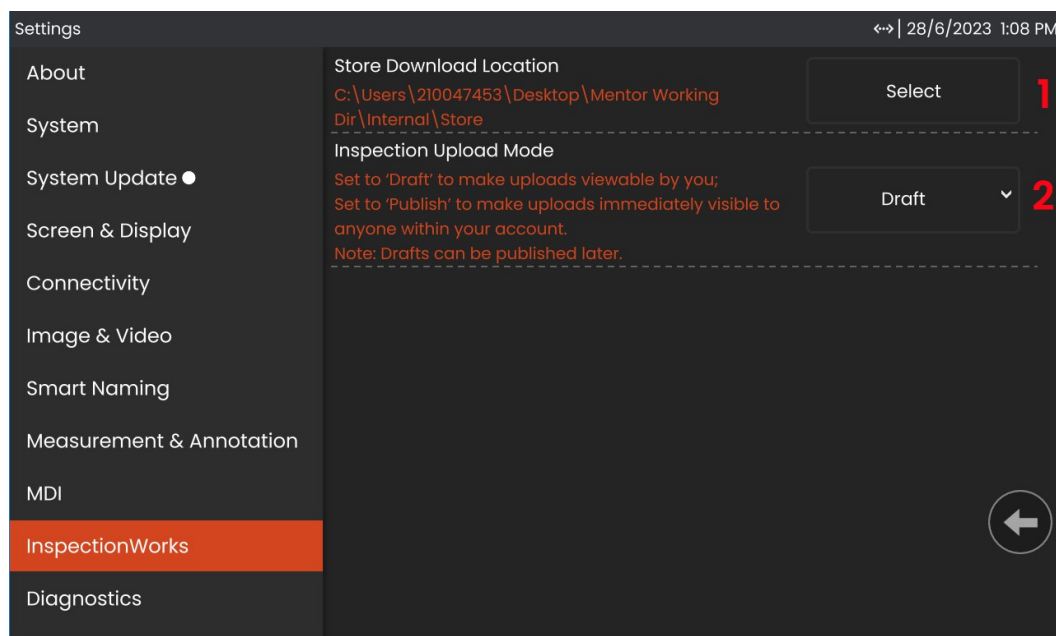 Settings
28/6/2023 1:08 PM
About
System
System Update
Screen & Display
Connectivity
Image & Video
Smart Naming
Measurement & Annotation
MDI
InspectionWorks
Diagnostics
Store Download Location
C:\Users\210047453\Desktop\Mentor Working
Dir\Internal\Store
Select
1
Inspection Upload Mode
Set to ‘Draft’ to make uploads viewable by you;
Set to ‘Publish’ to make uploads immediately visible to
anyone within your account.
Note: Drafts can be published later.
Draft
2